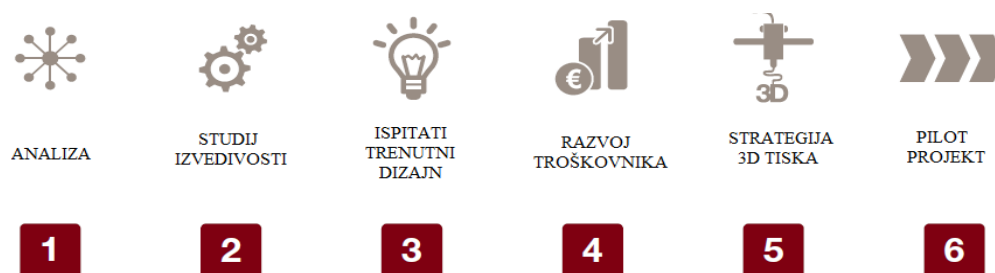 €
3D
ANALIZA
STUDIJ
IZVEDIVOSTI
ISPITATI
TRENUTNI
DIZAJN
RAZVOJ
TROŠKOVNIKA
STRATEGIJA
3D TISKA
PILOT
PROJEKT
1
2
3
4
5
6